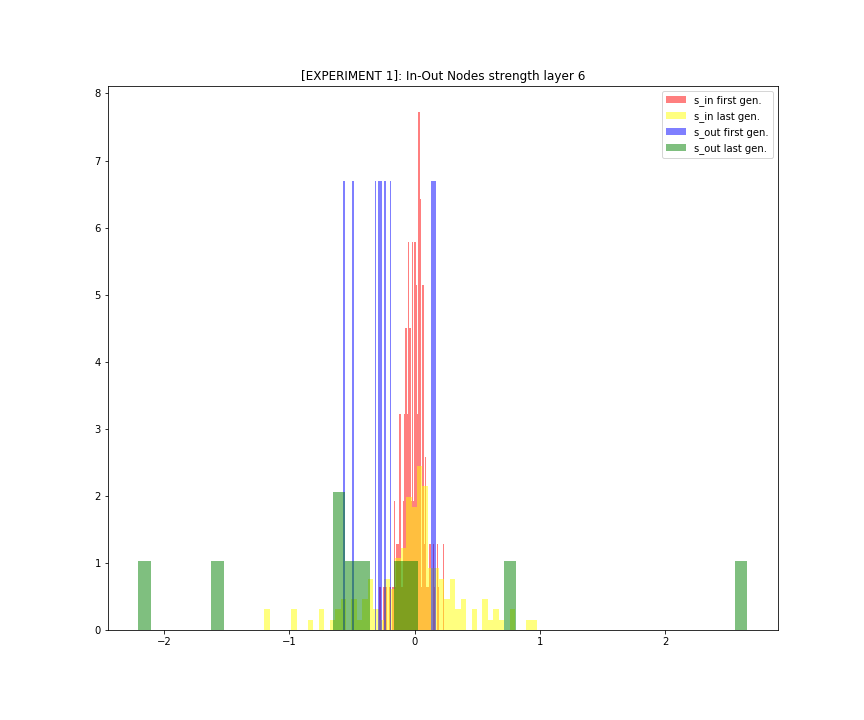 [EXPERIMENT 1]: In-Out Nodes strength layer 6
s_in first gen.
s_in last gen.
s_out first gen.
s_out last gen.
8
7
6
5
4
3
2
1
0
−2 −1 0 1 2